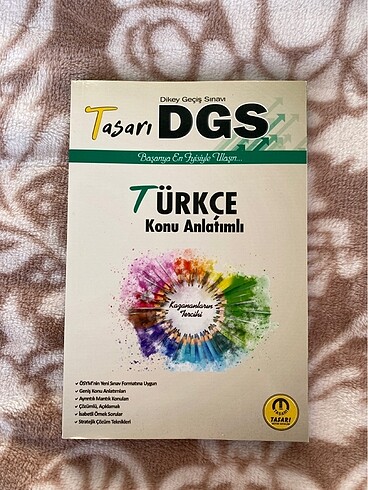 Dikey Geçiş Sınavı
Tasarı DGS
Başarıya En İyisiyle Ulaşın...
TÜRKÇE
Konu Anlatımlı
Kazananların
Tercihi
✓ ÖSYM'nin Yeni Sınav Formatına Uygun
✓ Geniş Konu Anlatımları
✓ Ayrıntılı Mantık Konuları
✓ Çözümlü, Açıklamalı
✓ İsabetli Örnek Sorular
✓ Stratejik Çözüm Teknikleri
TASARI